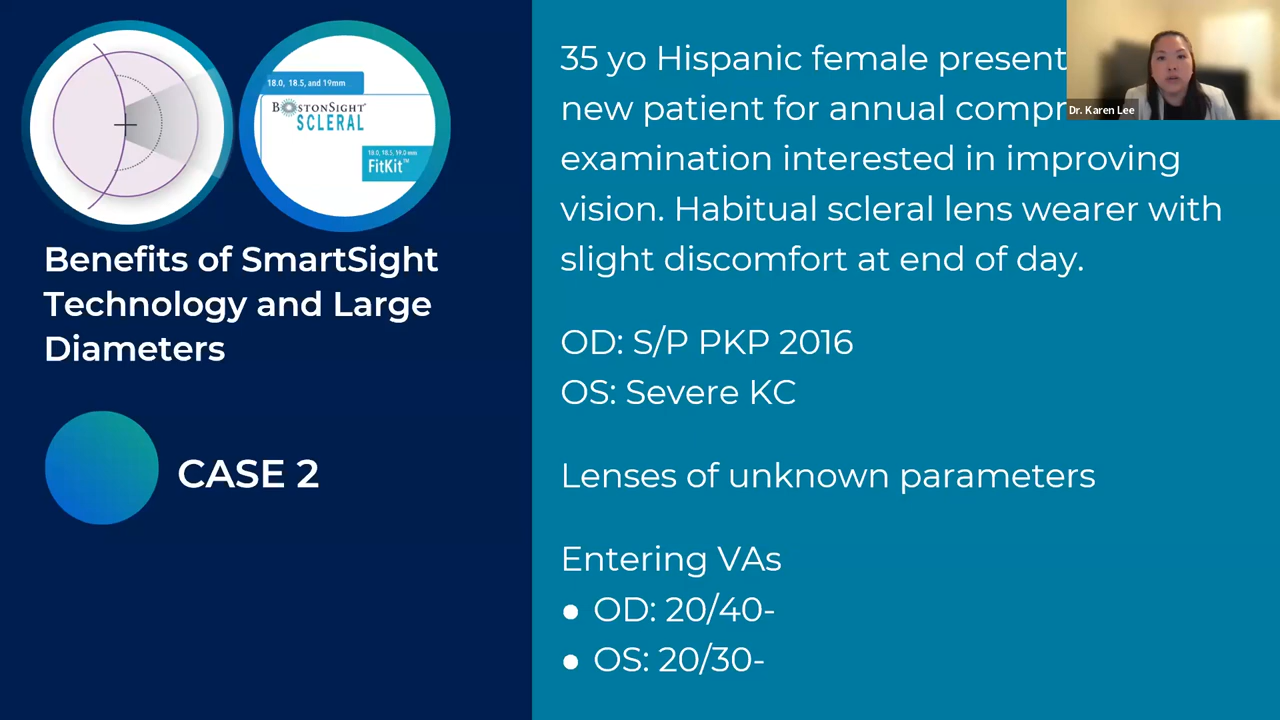 18.0, 18.5, and 19mm
BOSTONSIGHT®
SCLERAL
18.0, 18.5, 19.0 mm
FitKit™
Benefits of SmartSight
Technology and Large
Diameters
CASE 2
35 yo Hispanic female present
new patient for annual compr
examination interested in improving
vision. Habitual scleral lens wearer with
slight discomfort at end of day.
OD: S/P PKP 2016
OS: Severe KC
Lenses of unknown parameters
Entering VAs
● OD: 20/40-
● OS: 20/30-
Dr. Karen Lee